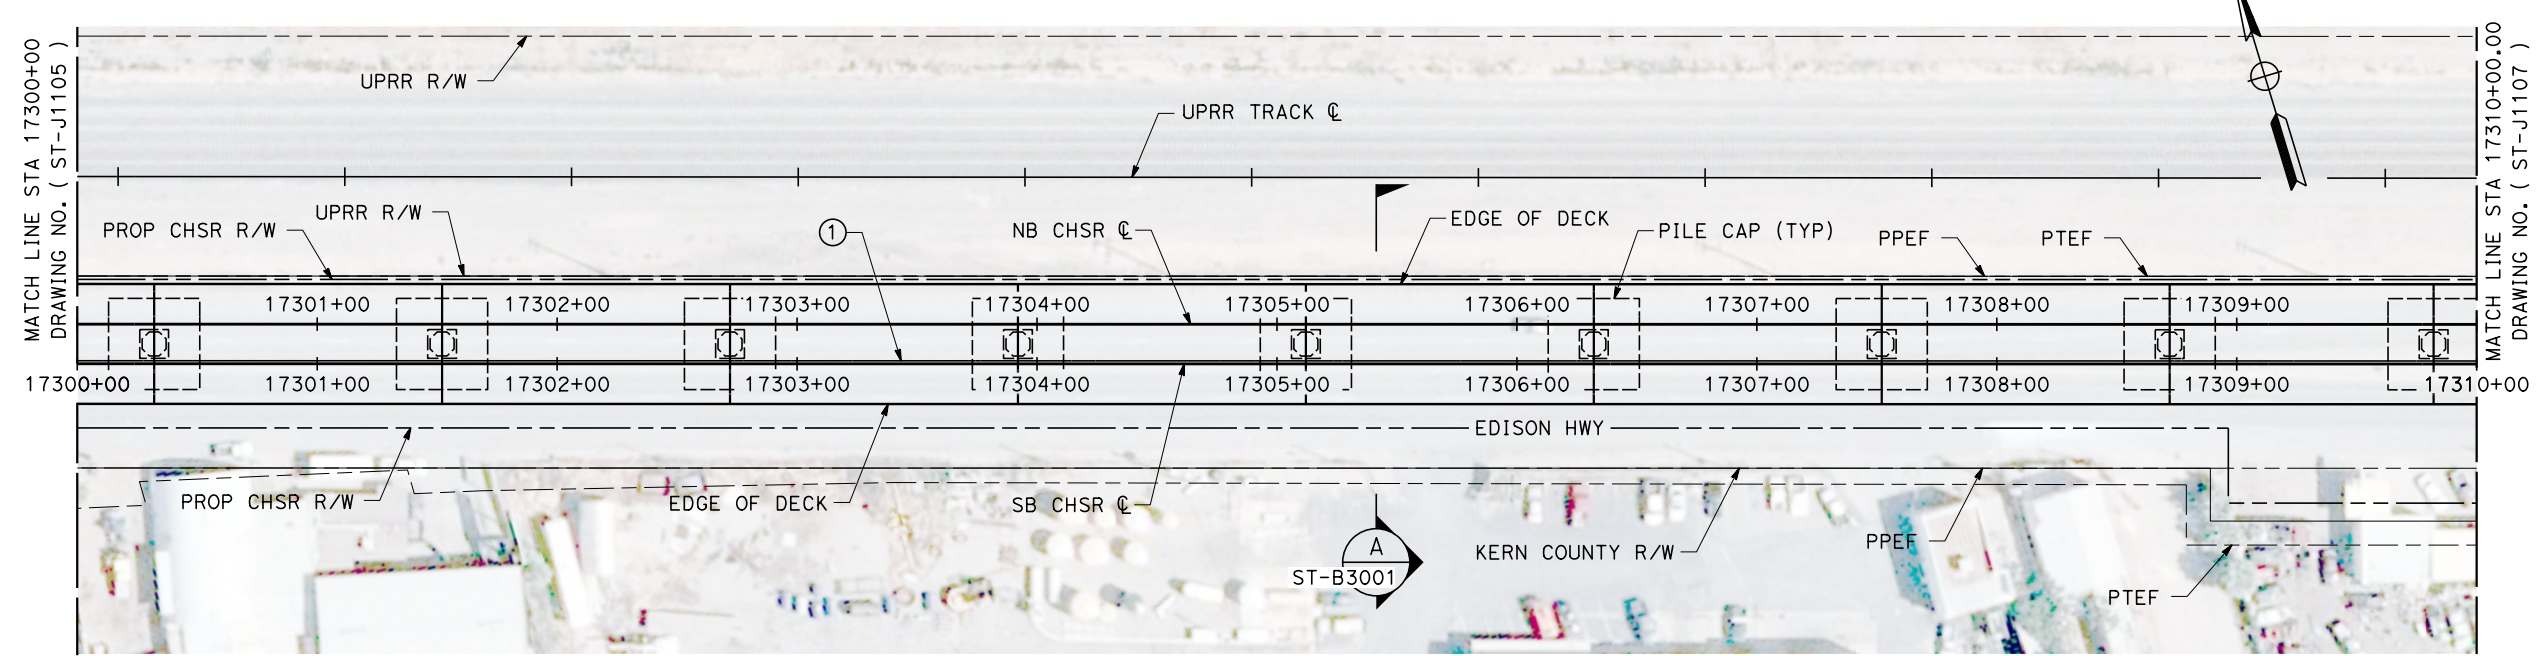 MATCH LINE STA 17300+00
DRAWING NO. ( ST-J1105 )
UPRR R/W
UPRR TRACK ℄
MATCH LINE STA 17310+00.00
DRAWING NO. ( ST-J1107 )
PROP CHSR R/W
UPRR R/W
1
NB CHSR ℄
EDGE OF DECK
PILE CAP (TYP)
PPEF
PTEF
17301+00 17302+00 17303+00 17304+00 17305+00 17306+00 17307+00 17308+00 17309+00
17300+00 17301+00 17302+00 17303+00 17304+00 17305+00 17306+00 17307+00 17308+00 17309+00 17310+00
EDISON HWY
PROP CHSR R/W
EDGE OF DECK
SB CHSR ℄
A
ST-B3001
KERN COUNTY R/W
PPEF
PTEF